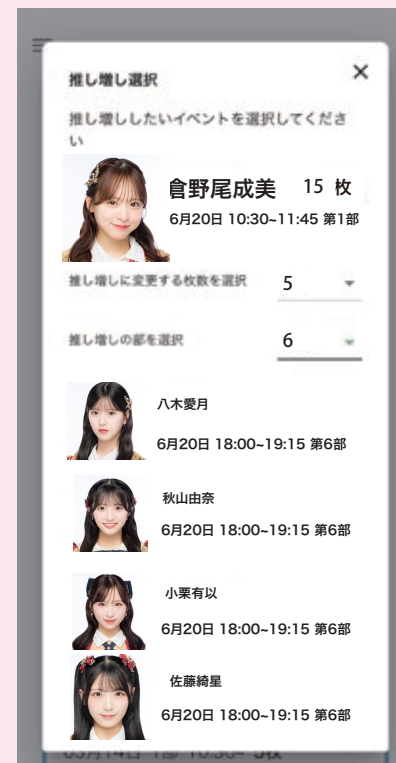 推し増し選択
推し増ししたいイベントを選択してくださ
い
倉野尾成美 15 枚
6月20日 10:30~11:45 第1部
推し増しに変更する枚数を選択 5
推し増しの部を選択 6
八木愛月
6月20日 18:00~19:15 第6部
秋山由奈
6月20日 18:00~19:15 第6部
小栗有以
6月20日 18:00~19:15 第6部
佐藤綺星
6月20日 18:00~19:15 第6部